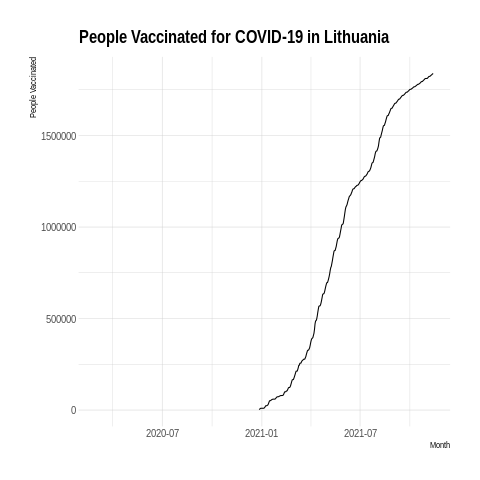 People Vaccinated for COVID-19 in Lithuania
People Vaccinated
1500000
1000000
500000
0
2020-07 2021-01 2021-07
Month